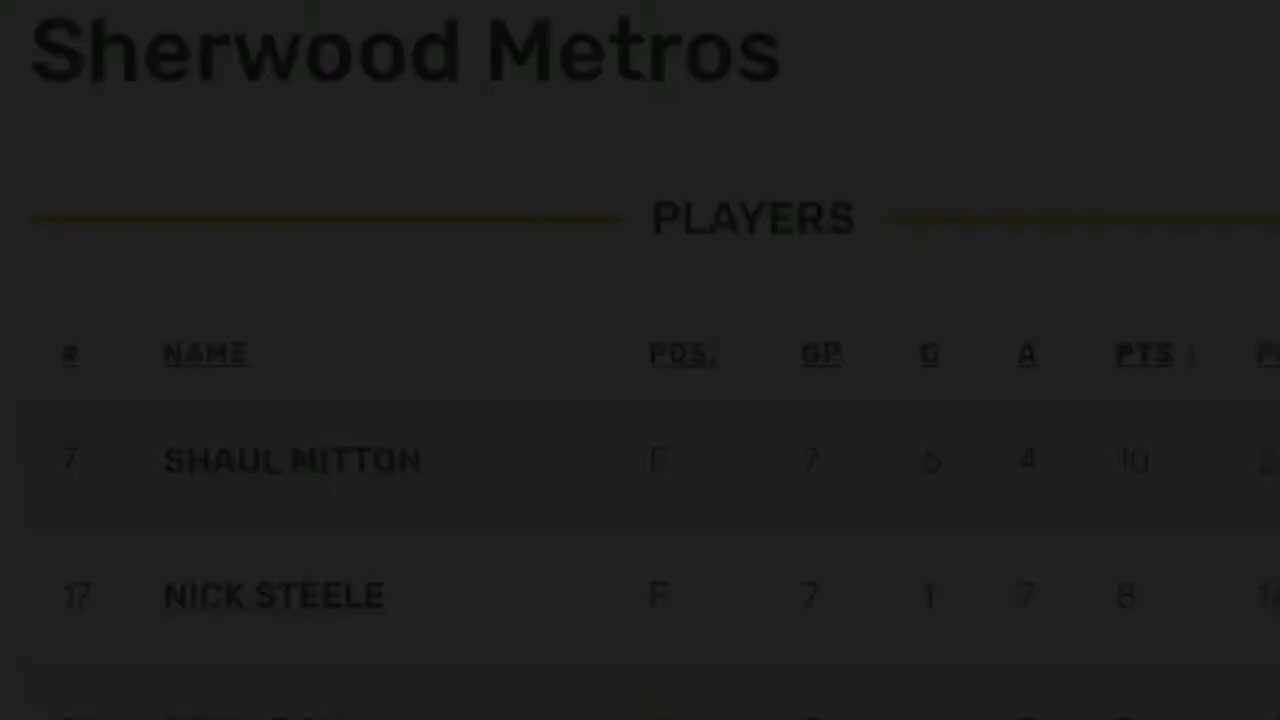 Sherwood Metros
PLAYERS
# NAME POS. GP G A PTS
7 SHAUL MITTON F 7 6 4 10
17 NICK STEELE F 7 1 7 8